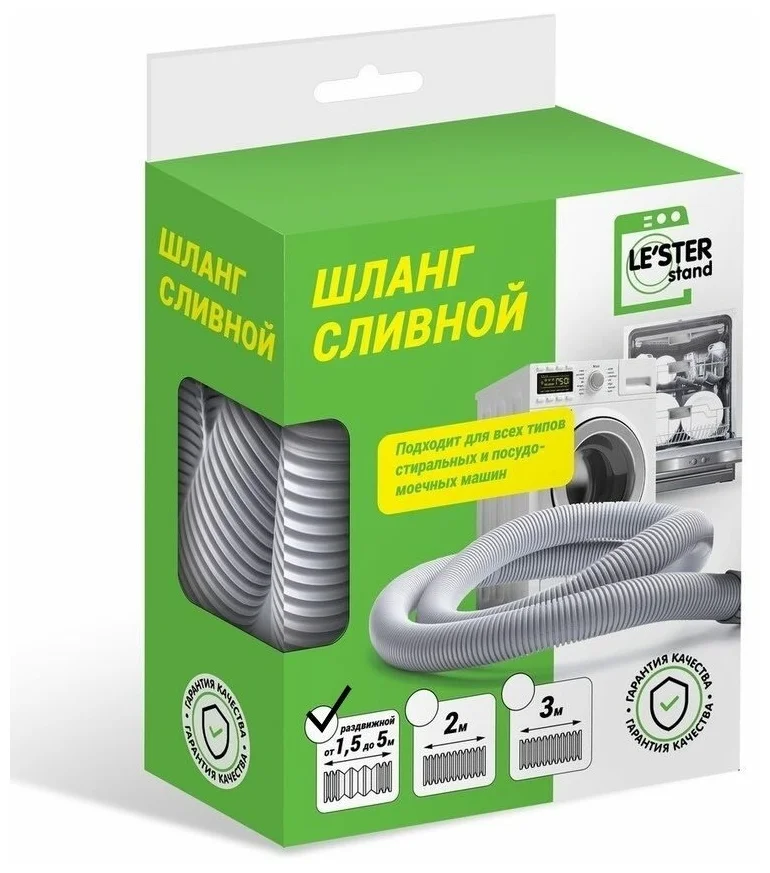 ШЛАНГ
СЛИВНОЙ
ШЛАНГ
СЛИВНОЙ
LE'STER
stand
Подходит для всех типов
стиральных и посудо-
моечных машин
ГАРАНТИЯ КАЧЕСТВА
ГАРАНТИЯ КАЧЕСТВА
раздвижной
от 1,5 до 5м
2м
3м
ГАРАНТИЯ КАЧЕСТВА
ГАРАНТИЯ КАЧЕСТВА